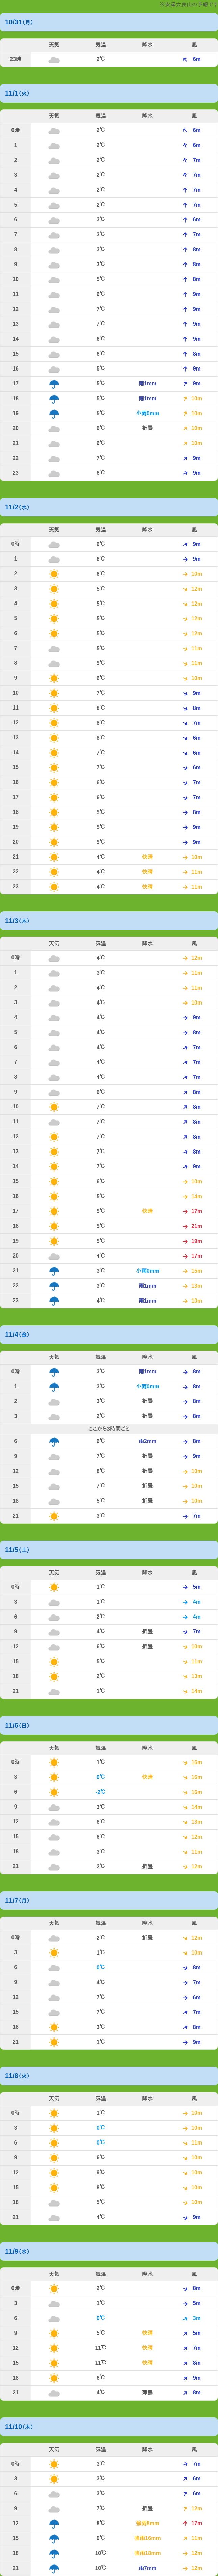 10/31(月)
天気 気温 降水 風
23時 2℃ 6m
11/1(火)
天気 気温 降水 風
0時 2℃ 6m
1 2℃ 6m
2 2℃ 7m
3 2℃ 7m
4 2℃ 7m
5 2℃ 7m
6 3℃ 6m
7 3℃ 7m
8 3℃ 8m
9 3℃ 8m
10 5℃ 8m
11 6℃ 9m
12 7℃ 9m
13 7℃ 9m
14 6℃ 9m
15 6℃ 8m
16 5℃ 9m
17 5℃ 雨1mm 9m
18 5℃ 雨1mm 10m
19 5℃ 小雨0mm 10m
20 6℃ 折曇 10m
21 6℃ 10m
22 7℃ 9m
23 6℃ 9m
11/2(水)
天気 気温 降水 風
0時 6℃ 9m
1 6℃ 9m
2 6℃ 10m
3 5℃ 12m
4 5℃ 12m
5 5℃ 12m
6 5℃ 12m
7 5℃ 11m
8 5℃ 11m
9 6℃ 10m
10 7℃ 9m
11 8℃ 8m
12 8℃ 7m
13 8℃ 6m
14 7℃ 6m
15 7℃ 6m
16 6℃ 7m
17 6℃ 7m
18 5℃ 8m
19 5℃ 9m
20 5℃ 9m
21 4℃ 快晴 10m
22 4℃ 快晴 11m
23 4℃ 快晴 11m
11/3(木)
天気 気温 降水 風
0時 4℃ 12m
1 3℃ 11m
2 4℃ 11m
3 4℃ 10m
4 4℃ 9m
5 4℃ 8m
6 4℃ 7m
7 4℃ 7m
8 4℃ 7m
9 6℃ 8m
10 7℃ 8m
11 7℃ 8m
12 7℃ 8m
13 7℃ 8m
14 7℃ 9m
15 6℃ 10m
16 5℃ 14m
17 5℃ 快晴 17m
18 5℃ 21m
19 5℃ 19m
20 4℃ 17m
21 3℃ 小雨0mm 15m
22 3℃ 雨1mm 13m
23 4℃ 雨1mm 10m
11/4(金)
天気 気温 降水 風
0時 3℃ 雨1mm 8m
1 3℃ 小雨0mm 8m
2 3℃ 折曇 8m
3 2℃ 折曇 8m
ここから3時間ごと
6 6℃ 雨2mm 8m
9 7℃ 折曇 9m
12 8℃ 折曇 10m
15 7℃ 折曇 10m
18 5℃ 折曇 10m
21 3℃ 7m
11/5(土)
天気 気温 降水 風
0時 1℃ 5m
3 1℃ 4m
6 2℃ 4m
9 4℃ 折曇 7m
12 6℃ 折曇 10m
15 5℃ 11m
18 2℃ 13m
21 1℃ 14m
11/6(日)
天気 気温 降水 風
0時 1℃ 16m
3 0℃ 快晴 16m
6 -2℃ 16m
9 3℃ 14m
12 6℃ 13m
15 6℃ 12m
18 3℃ 11m
21 2℃ 折曇 12m
11/7(月)
天気 気温 降水 風
0時 2℃ 折曇 12m
3 1℃ 10m
6 0℃ 8m
9 4℃ 7m
12 7℃ 6m
15 7℃ 7m
18 3℃ 8m
21 1℃ 9m
11/8(火)
天気 気温 降水 風
0時 1℃ 10m
3 0℃ 10m
6 0℃ 11m
9 6℃ 10m
12 9℃ 10m
15 8℃ 10m
18 5℃ 10m
21 4℃ 9m
11/9(水)
天気 気温 降水 風
0時 2℃ 8m
3 1℃ 5m
6 0℃ 3m
9 5℃ 快晴 5m
12 11℃ 快晴 7m
15 11℃ 快晴 8m
18 6℃ 9m
21 4℃ 薄曇 8m
11/10(木)
天気 気温 降水 風
0時 3℃ 7m
3 3℃ 6m
6 3℃ 6m
9 7℃ 折曇 12m
12 8℃ 強雨8mm 17m
15 9℃ 強雨16mm 11m
18 10℃ 強雨18mm 12m
21 10℃ 雨7mm 12m